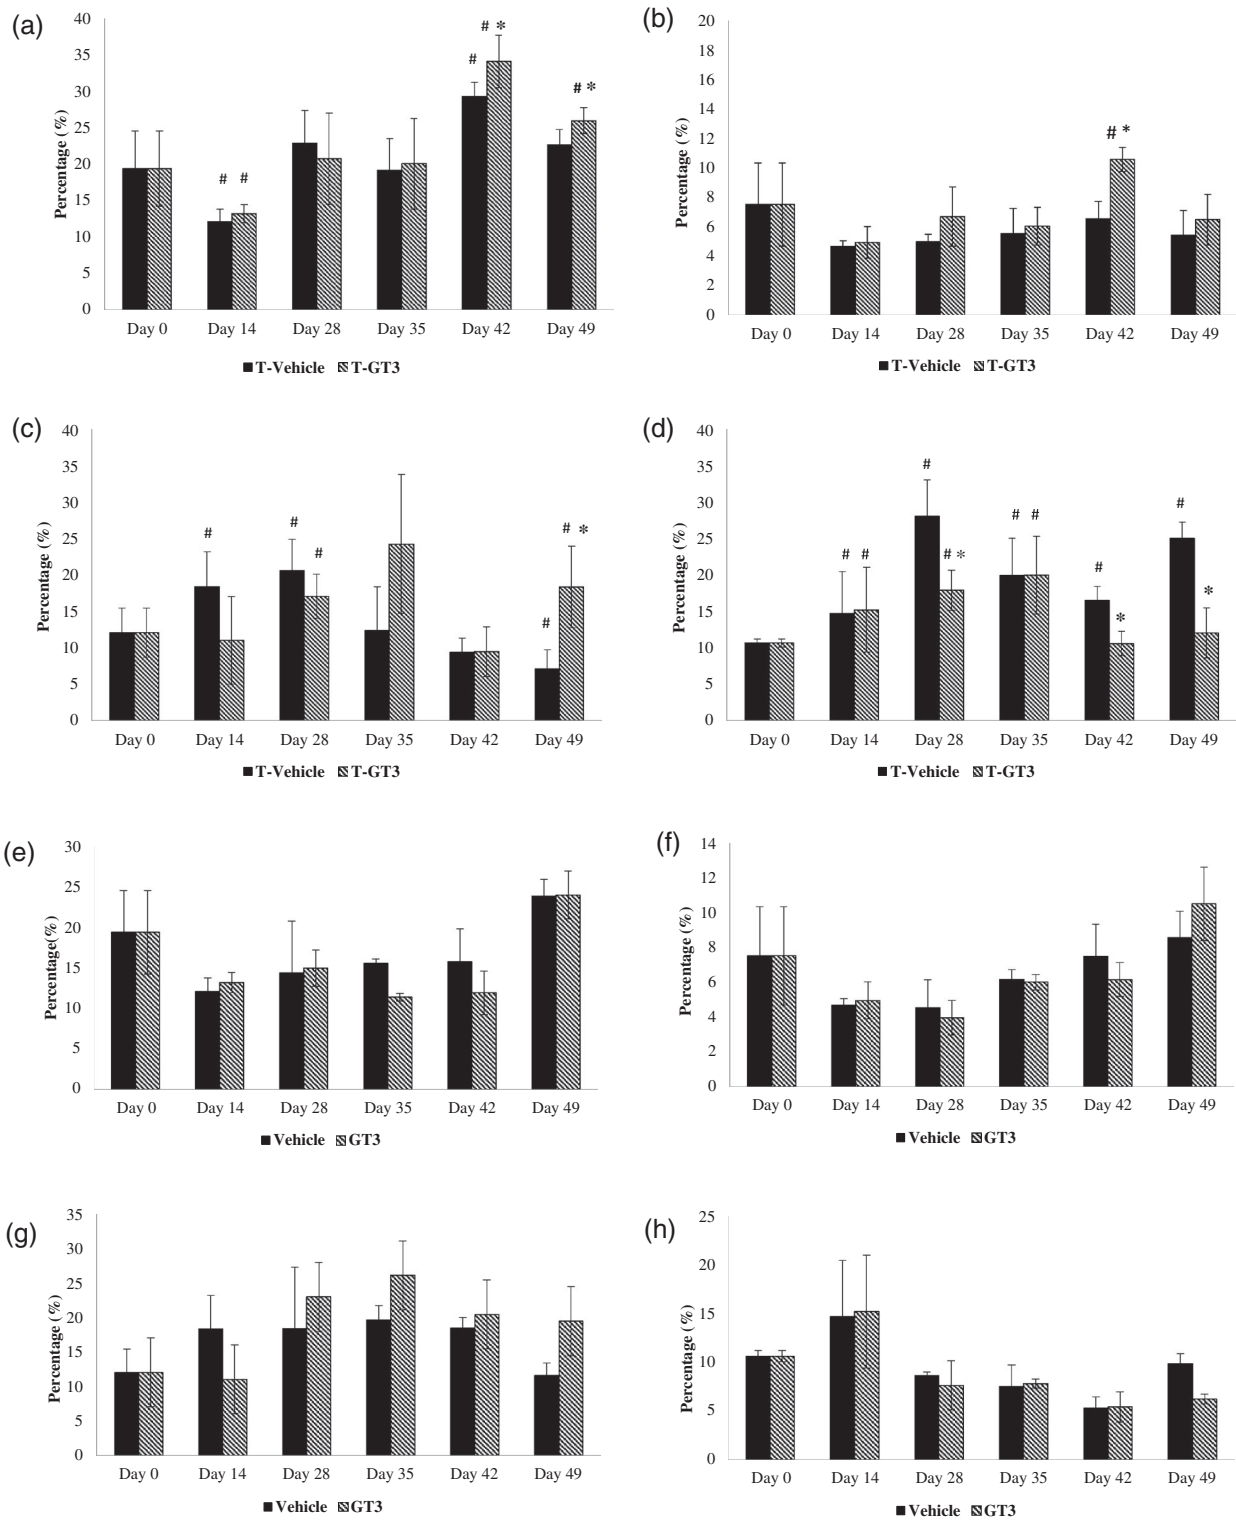 (a)
Percentage (%)
40
35
30
25
20
15
10
5
0
# # # # * # *
Day 0 Day 14 Day 28 Day 35 Day 42 Day 49
T-Vehicle T-GT3
(b)
Percentage (%)
20
18
16
14
12
10
8
6
4
2
0
# *
Day 0 Day 14 Day 28 Day 35 Day 42 Day 49
T-Vehicle T-GT3
(c)
Percentage (%)
40
35
30
25
20
15
10
5
0
# # # # # *
Day 0 Day 14 Day 28 Day 35 Day 42 Day 49
T-Vehicle T-GT3
(d)
Percentage (%)
40
35
30
25
20
15
10
5
0
# # # # * # # # * # *
Day 0 Day 14 Day 28 Day 35 Day 42 Day 49
T-Vehicle T-GT3
(e)
Percentage(%)
30
25
20
15
10
5
0
Day 0 Day 14 Day 28 Day 35 Day 42 Day 49
Vehicle GT3
(f)
Percentage (%)
14
12
10
8
6
4
2
0
Day 0 Day 14 Day 28 Day 35 Day 42 Day 49
Vehicle GT3
(g)
Percentage (%)
35
30
25
20
15
10
5
0
Day 0 Day 14 Day 28 Day 35 Day 42 Day 49
Vehicle GT3
(h)
Percentage (%)
25
20
15
10
5
0
Day 0 Day 14 Day 28 Day 35 Day 42 Day 49
Vehicle GT3